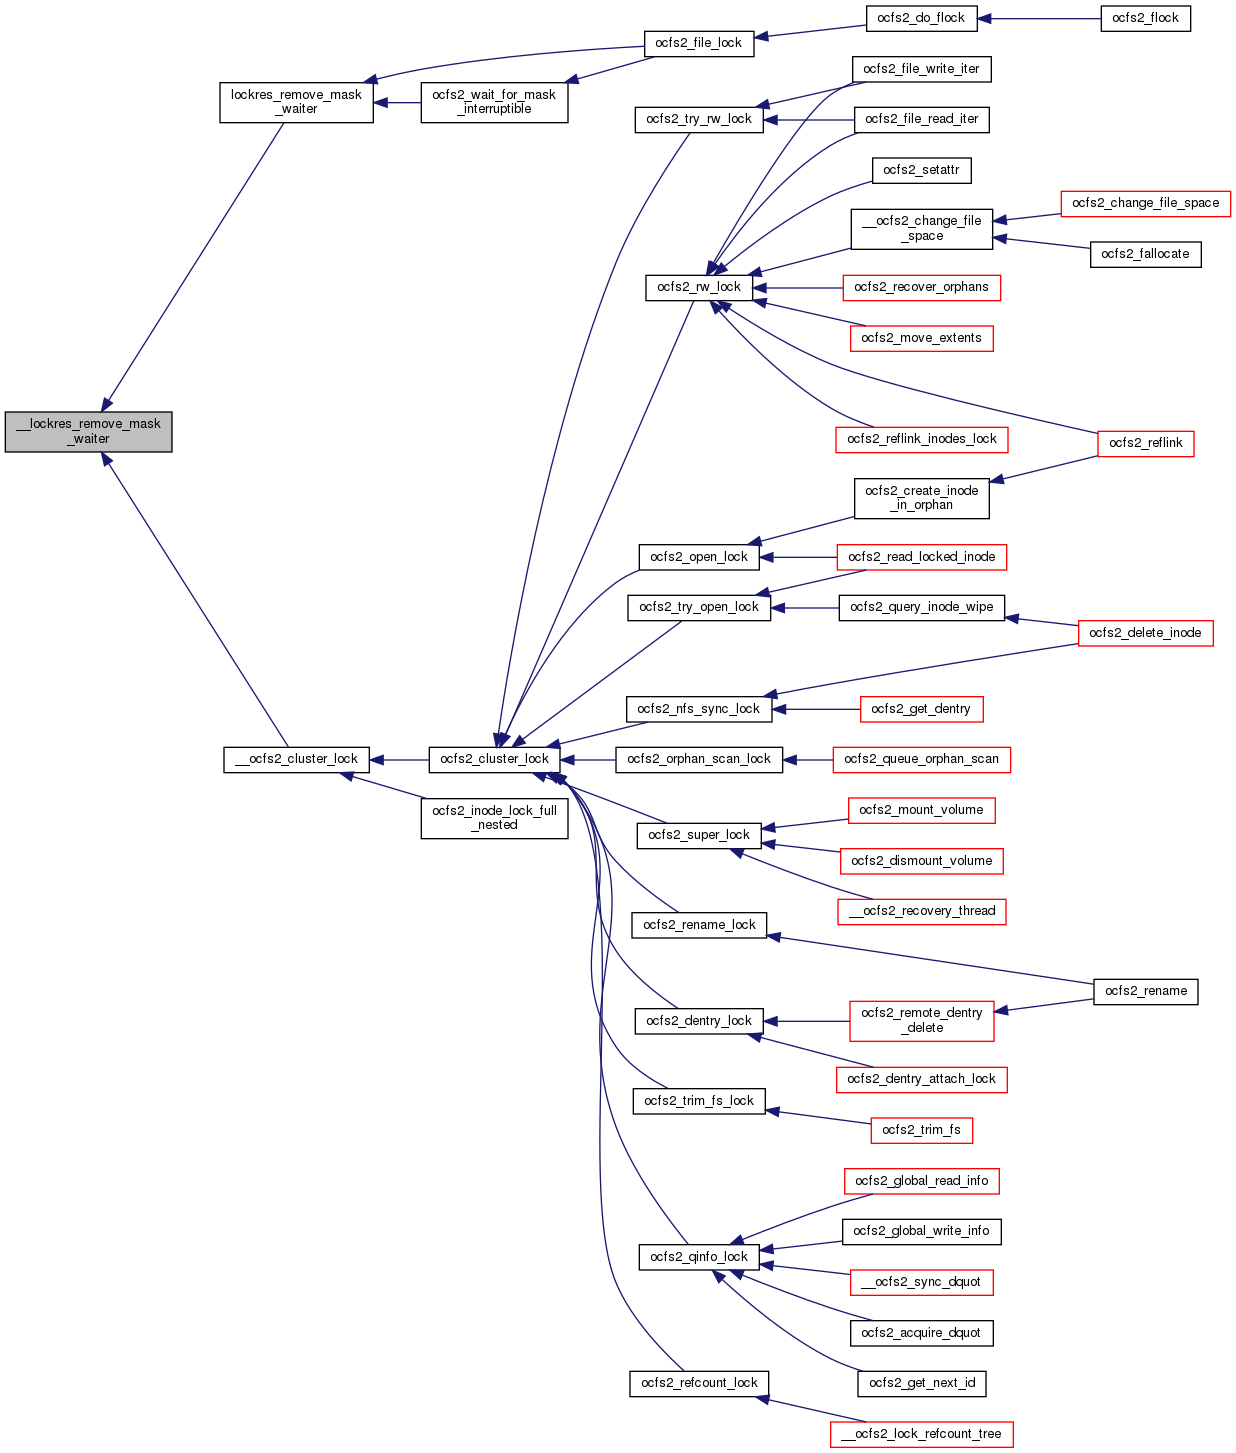 ocfs2_do_flock
ocfs2_flock
ocfs2_file_lock
ocfs2_file_write_iter
lockres_remove_mask
_waiter
ocfs2_wait_for_mask
_interruptible
ocfs2_try_rw_lock
ocfs2_file_read_iter
ocfs2_setattr
ocfs2_change_file_space
__ocfs2_change_file
_space
ocfs2_fallocate
ocfs2_rw_lock
ocfs2_recover_orphans
ocfs2_move_extents
__lockres_remove_mask
_waiter
ocfs2_reflink_inodes_lock
ocfs2_reflink
ocfs2_create_inode
_in_orphan
ocfs2_open_lock
ocfs2_read_locked_inode
ocfs2_try_open_lock
ocfs2_query_inode_wipe
ocfs2_delete_inode
ocfs2_nfs_sync_lock
ocfs2_get_dentry
__ocfs2_cluster_lock
ocfs2_cluster_lock
ocfs2_orphan_scan_lock
ocfs2_queue_orphan_scan
ocfs2_inode_lock_full
_nested
ocfs2_mount_volume
ocfs2_super_lock
ocfs2_dismount_volume
__ocfs2_recovery_thread
ocfs2_rename_lock
ocfs2_rename
ocfs2_dentry_lock
ocfs2_remote_dentry
_delete
ocfs2_dentry_attach_lock
ocfs2_trim_fs_lock
ocfs2_trim_fs
ocfs2_global_read_info
ocfs2_global_write_info
ocfs2_qinfo_lock
__ocfs2_sync_dquot
ocfs2_acquire_dquot
ocfs2_refcount_lock
ocfs2_get_next_id
__ocfs2_lock_refcount_tree